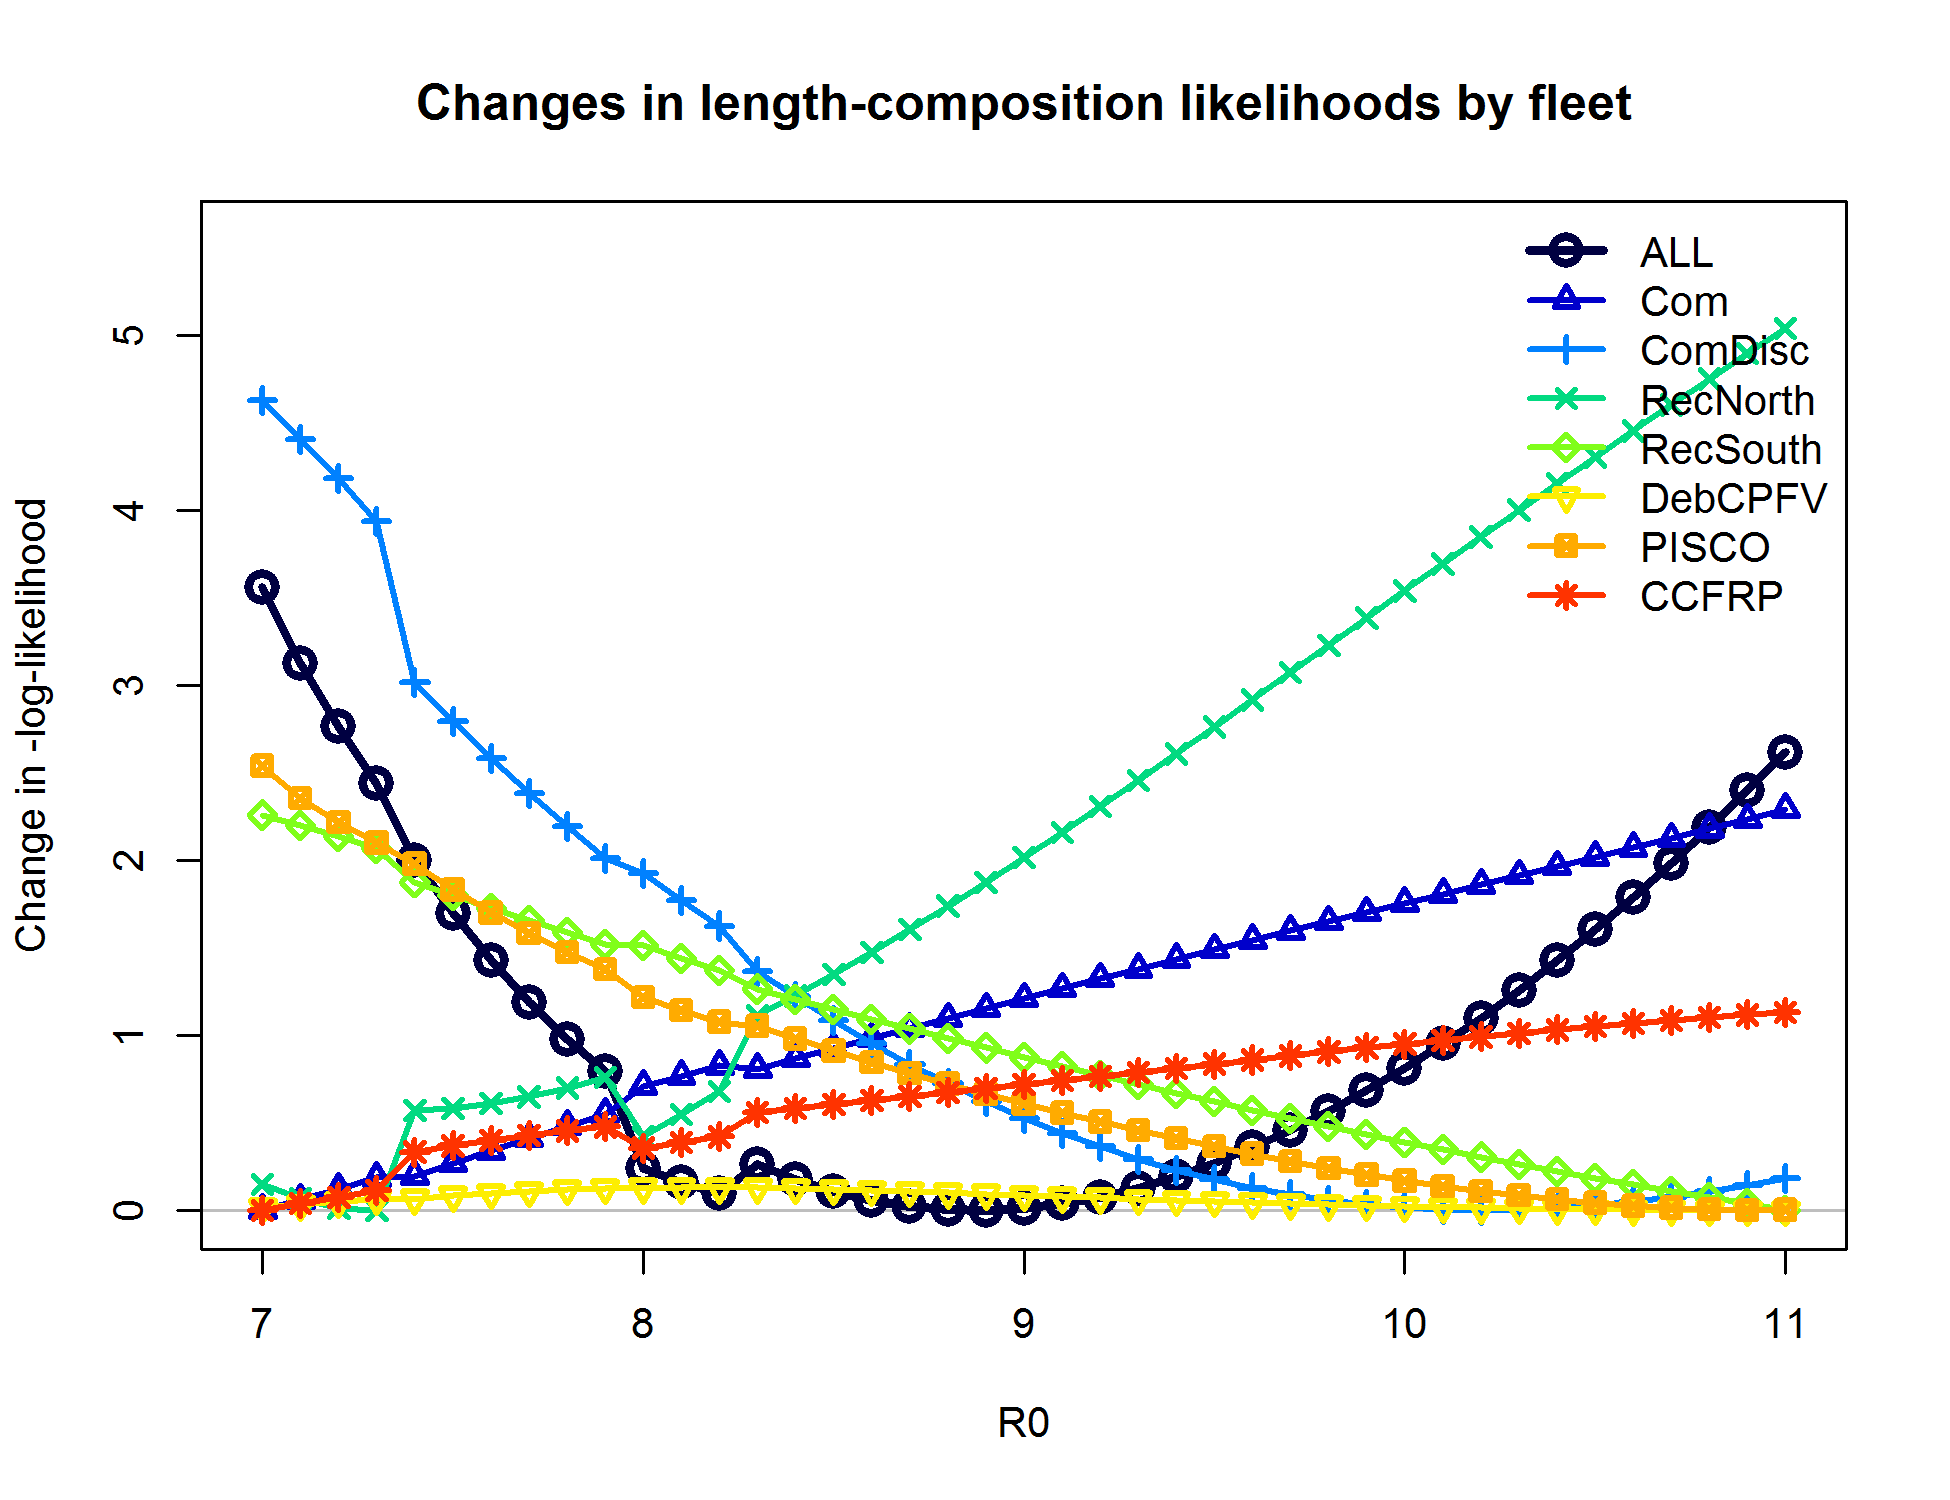 Changes in length-composition likelihoods by fleet
ALL
Com
ComDisc
RecNorth
RecSouth
DebCPFV
PISCO
CCFRP
Change in -log-likelihood
5
4
3
2
1
0
7 8 9 10 11
R0